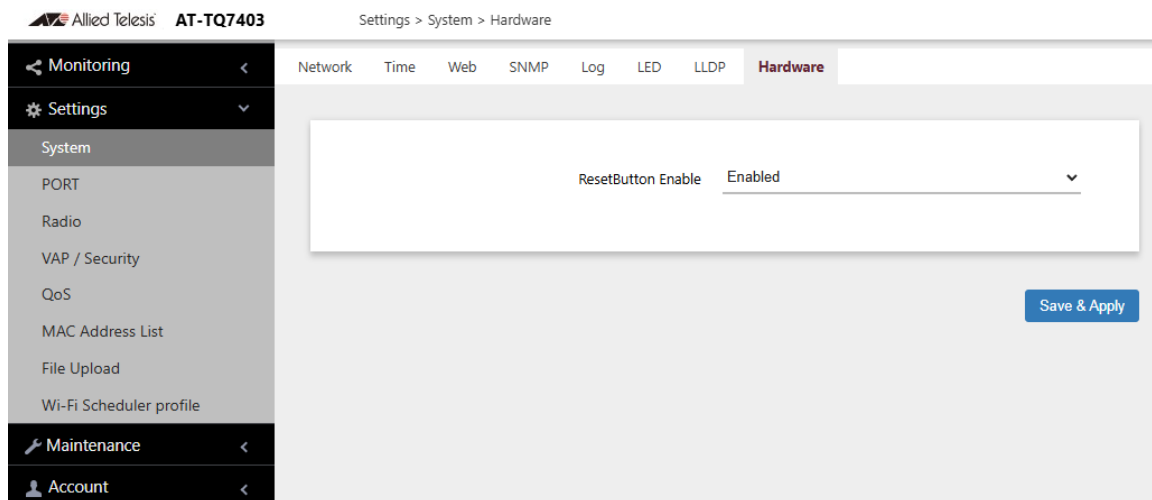 Allied Telesis AT-TQ7403 Settings > System > Hardware
Monitoring
Network Time Web SNMP Log LED LLDP Hardware
Settings
System
PORT
ResetButton Enable Enabled
Radio
VAP / Security
QoS
Save & Apply
MAC Address List
File Upload
Wi-Fi Scheduler profile
Maintenance
Account